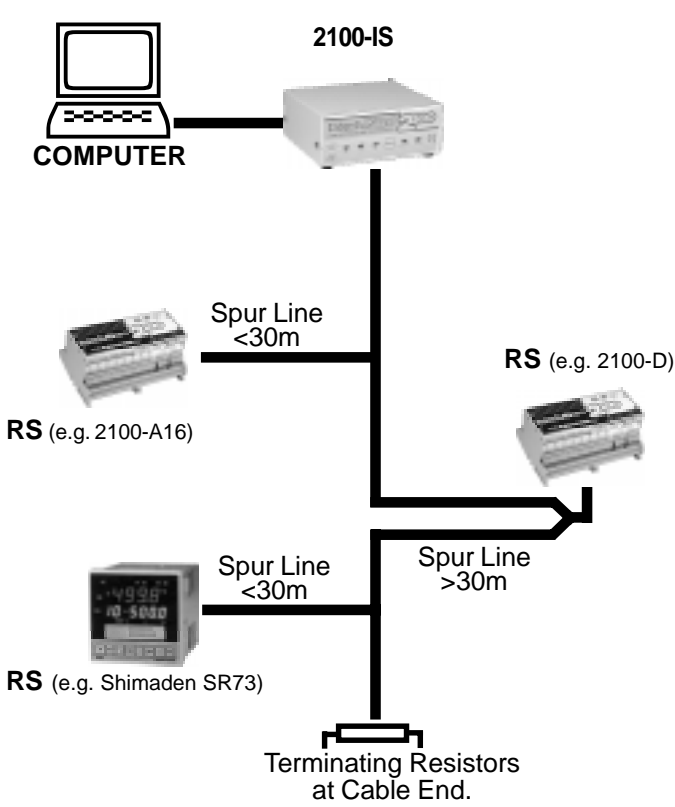 2100-IS
COMPUTER
Spur Line
<30m
RS (e.g. 2100-D)
RS (e.g. 2100-A16)
Spur Line
<30m
Spur Line
>30m
RS (e.g. Shimaden SR73)
Terminating Resistors
at Cable End.